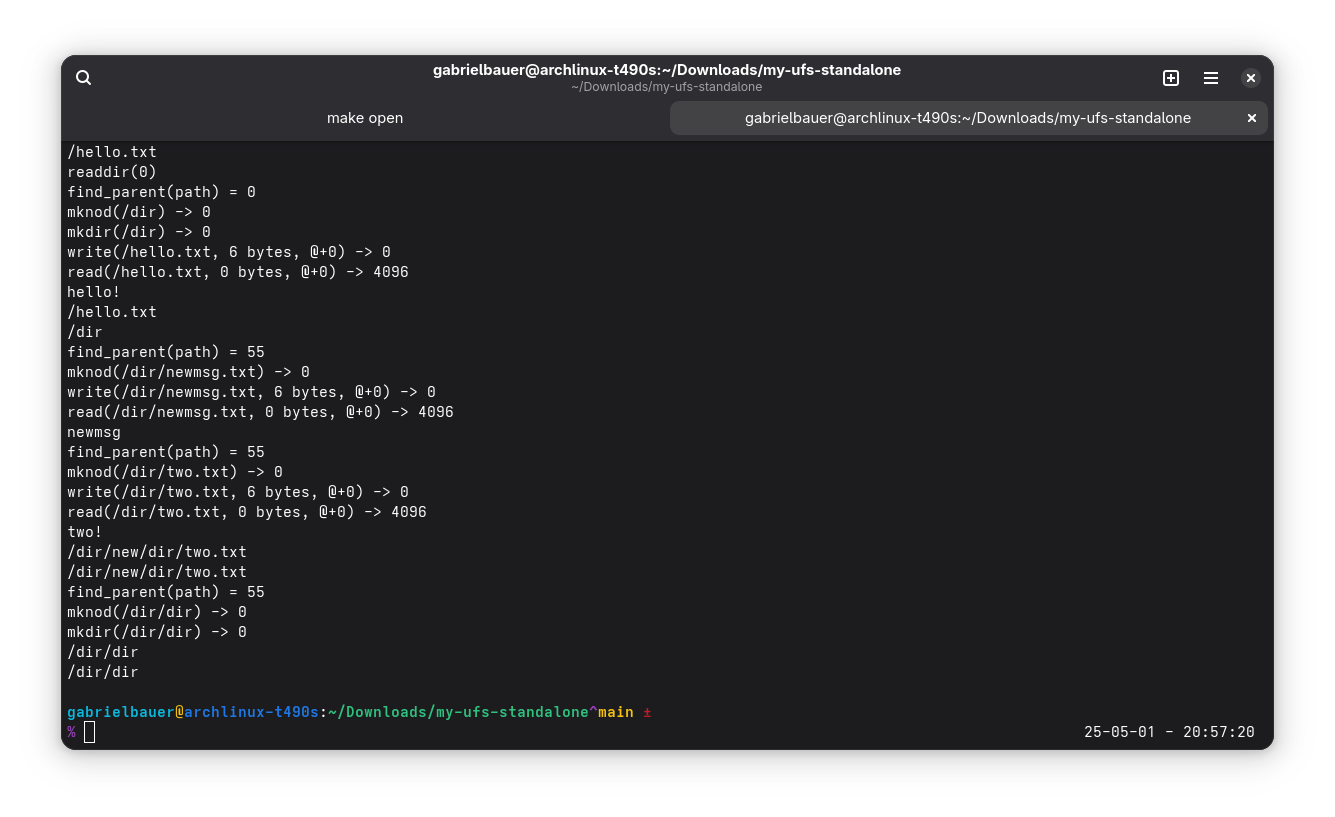 gabrielbauer@archlinux-t490s:~/Downloads/my-ufs-standalone
~/Downloads/my-ufs-standalone
make open
gabrielbauer@archlinux-t490s:~/Downloads/my-ufs-standalone
/hello.txt
readdir(0)
find_parent(path) = 0
mknod(/dir) -> 0
mkdir(/dir) -> 0
write(/hello.txt, 6 bytes, @+0) -> 0
read(/hello.txt, 0 bytes, @+0) -> 4096
hello!
/hello.txt
/dir
find_parent(path) = 55
mknod(/dir/newmsg.txt) -> 0
write(/dir/newmsg.txt, 6 bytes, @+0) -> 0
read(/dir/newmsg.txt, 0 bytes, @+0) -> 4096
newmsg
find_parent(path) = 55
mknod(/dir/two.txt) -> 0
write(/dir/two.txt, 6 bytes, @+0) -> 0
read(/dir/two.txt, 0 bytes, @+0) -> 4096
two!
/dir/new/dir/two.txt
/dir/new/dir/two.txt
find_parent(path) = 55
mknod(/dir/dir) -> 0
mkdir(/dir/dir) -> 0
/dir/dir
/dir/dir
gabrielbauer@archlinux-t490s:~/Downloads/my-ufs-standalone^main ±
% 25-05-01 - 20:57:20